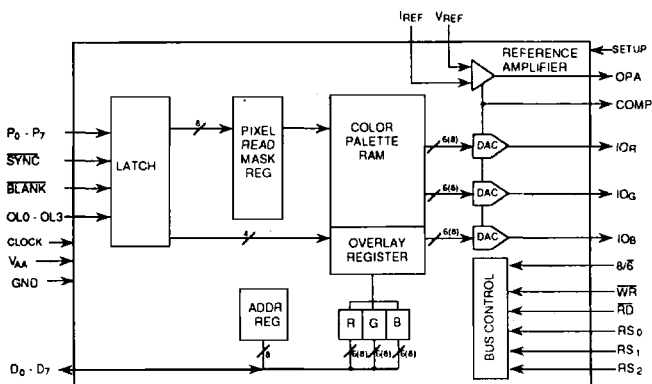 IREF VREF
REFERENCE
AMPLIFIER
SETUP
OPA
COMP
P0 - P7
SYNC
BLANK
OL0 - OL3
CLOCK
VAA
GND
LATCH
8
PIXEL
READ
MASK
REG
COLOR
PALETTE
RAM
6(8)
DAC
IOR
6(8)
DAC
IOG
4
OVERLAY
REGISTER
6(8)
DAC
IOB
ADDR
REG
8
R G B
6(8) 6(8) 6(8)
D0 - D7
BUS CONTROL
8/6
WR
RD
RS0
RS1
RS2